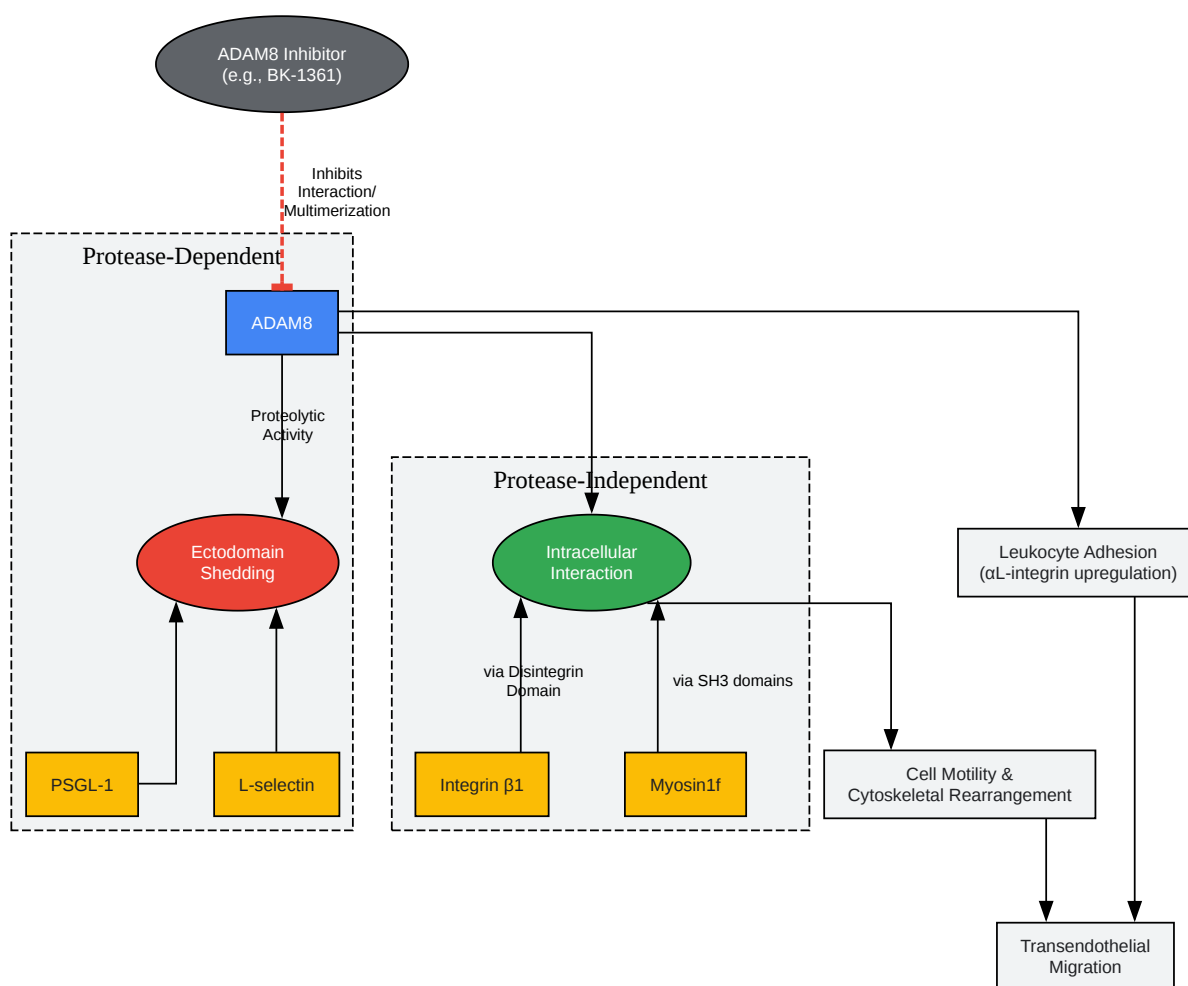 ADAM8 Inhibitor
(e.g., BK-1361)
Inhibits
Interaction/
Multimerization
Protease-Dependent
ADAM8
Proteolytic
Activity
Protease-Independent
Ectodomain
Shedding
Intracellular
Interaction
Leukocyte Adhesion
(αL-integrin upregulation)
via Disintegrin
Domain
via SH3 domains
PSGL-1
L-selectin
Integrin β1
Myosin1f
Cell Motility &
Cytoskeletal Rearrangement
Transendothelial
Migration